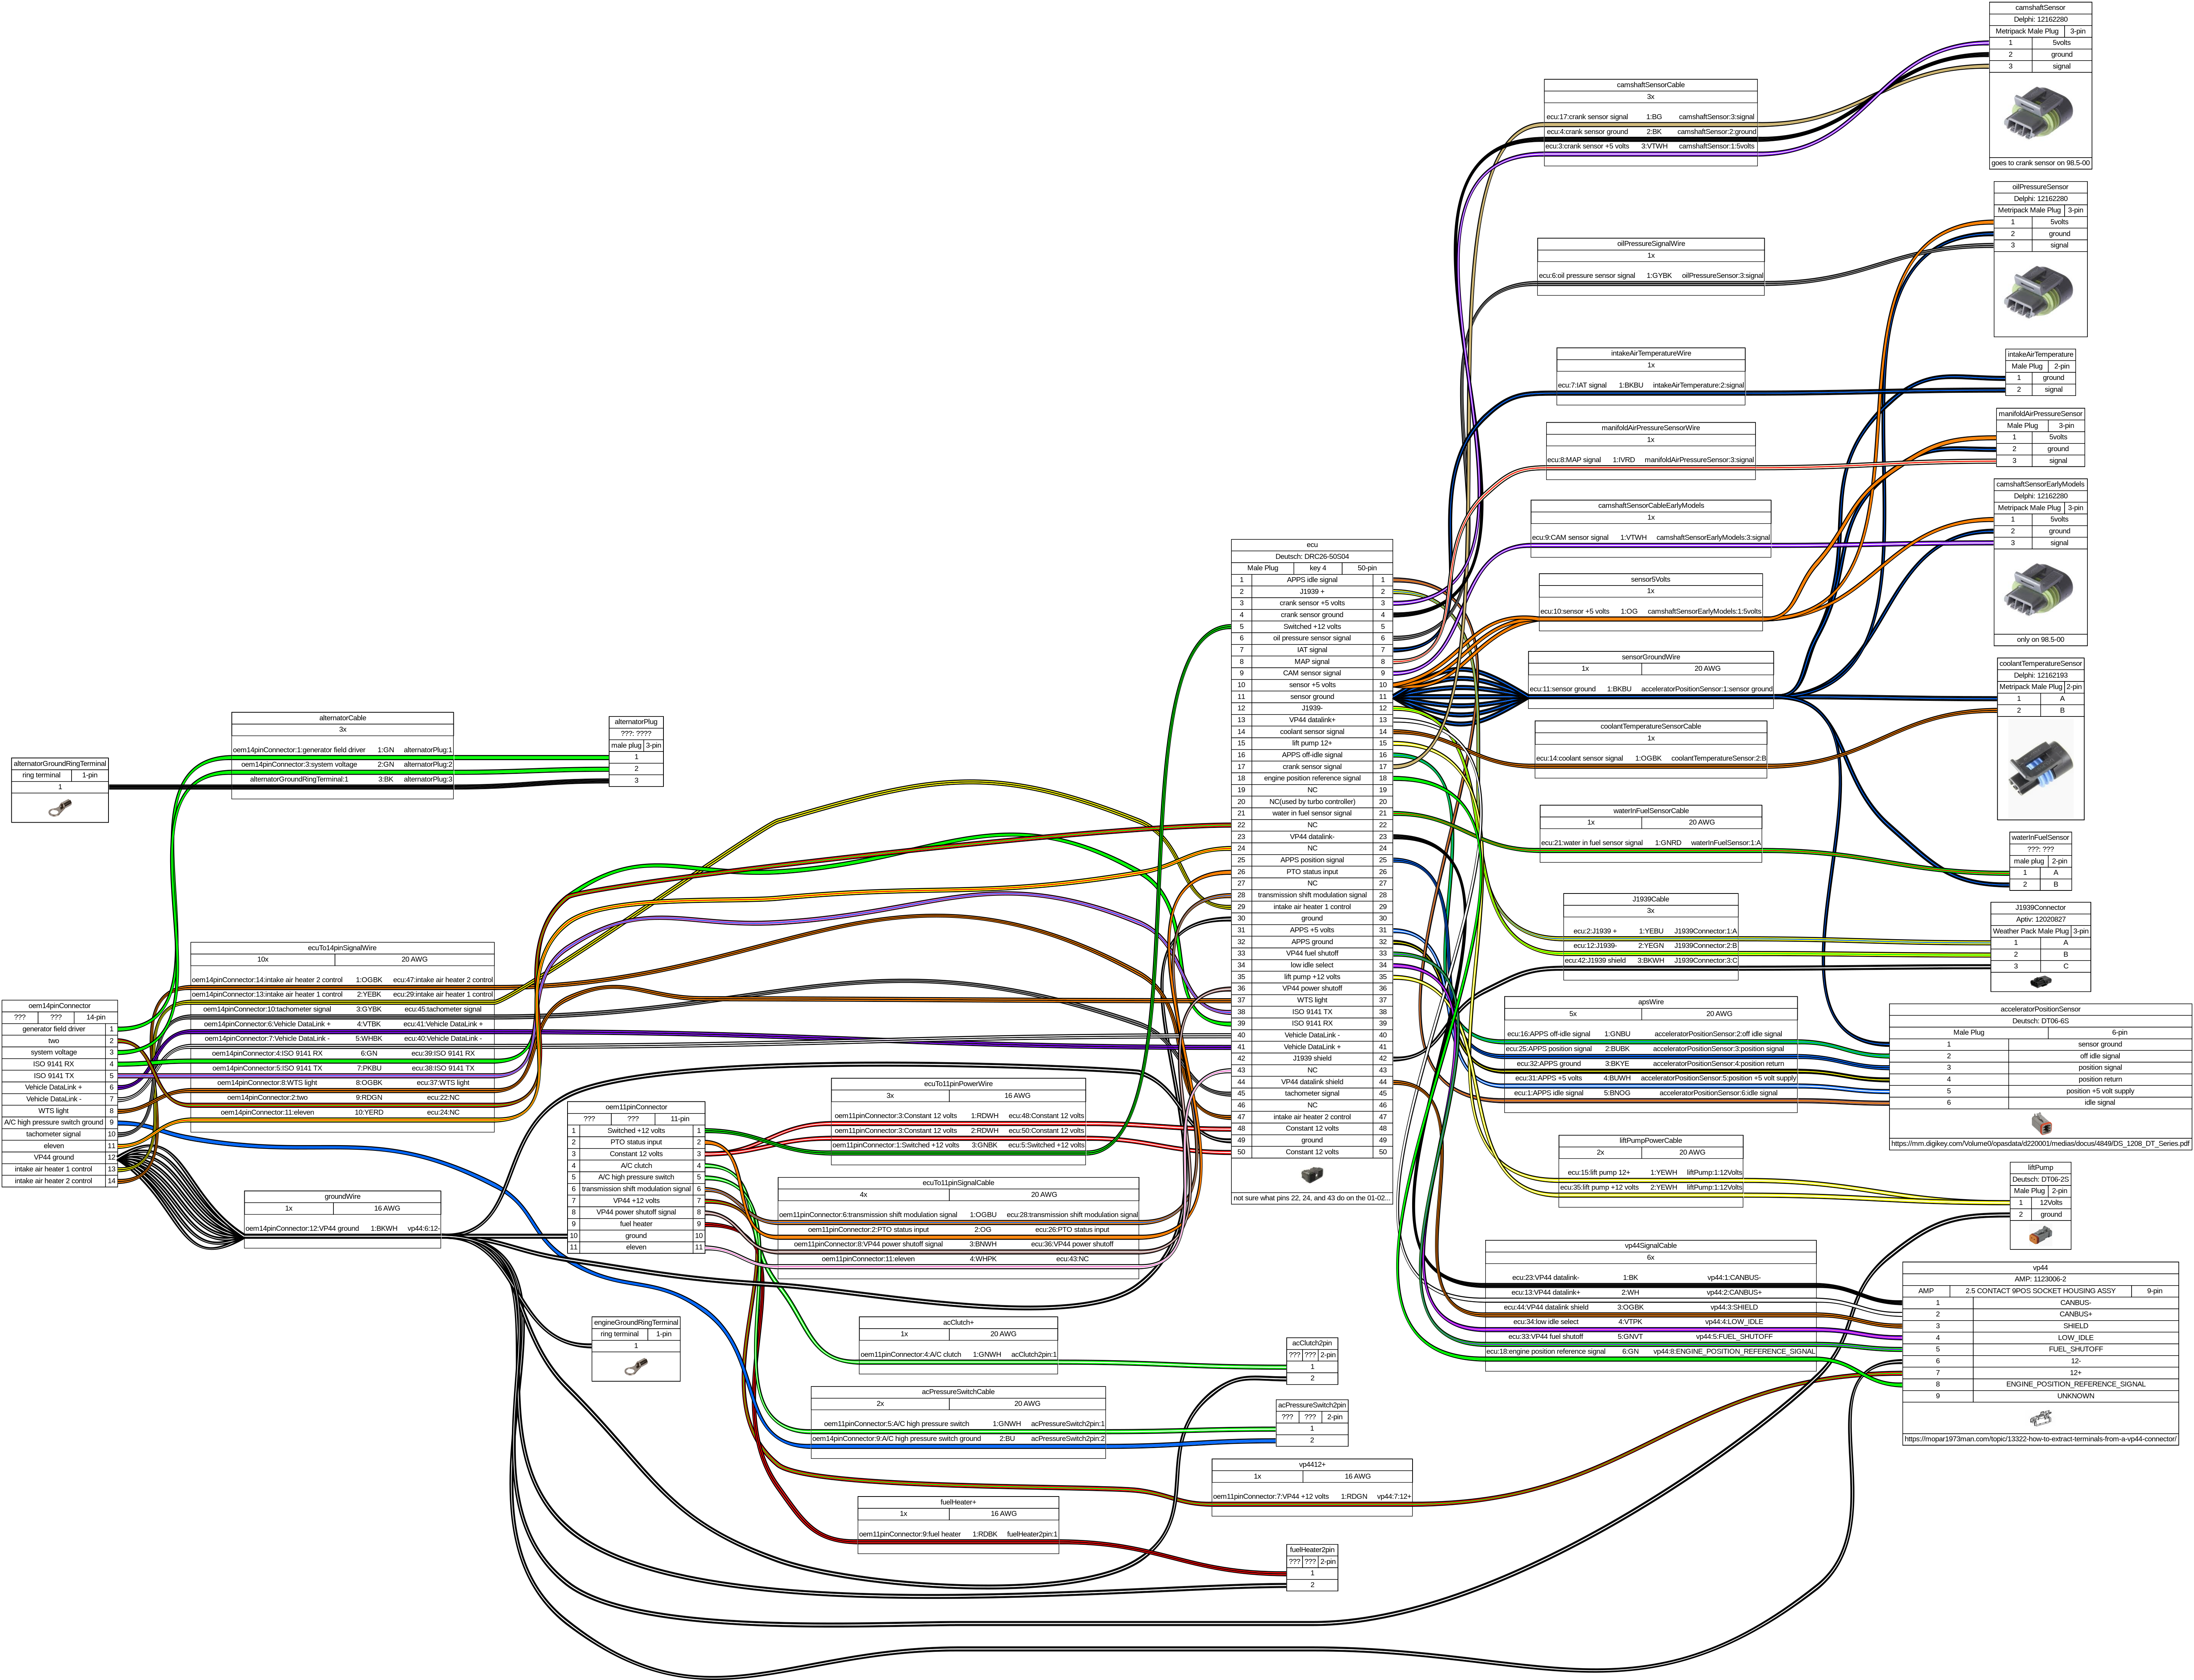 camshaftSensor
Delphi: 12162280
Metripack Male Plug 3-pin
1 5volts
2 ground
3 signal
goes to crank sensor on 98.5-00
camshaftSensorCable
3x
ecu:17:crank sensor signal 1:BG camshaftSensor:3:signal
ecu:4:crank sensor ground 2:BK camshaftSensor:2:ground
ecu:3:crank sensor +5 volts 3:VTWH camshaftSensor:1:5volts
oilPressureSensor
Delphi: 12162280
Metripack Male Plug 3-pin
1 5volts
2 ground
3 signal
oilPressureSignalWire
1x
ecu:6:oil pressure sensor signal 1:GYBK oilPressureSensor:3:signal
intakeAirTemperatureWire
1x
ecu:7:IAT signal 1:BKBU intakeAirTemperature:2:signal
intakeAirTemperature
Male Plug 2-pin
1 ground
2 signal
manifoldAirPressureSensor
Male Plug 3-pin
1 5volts
2 ground
3 signal
manifoldAirPressureSensorWire
1x
ecu:8:MAP signal 1:IVRD manifoldAirPressureSensor:3:signal
camshaftSensorEarlyModels
Delphi: 12162280
Metripack Male Plug 3-pin
1 5volts
2 ground
3 signal
only on 98.5-00
camshaftSensorCableEarlyModels
1x
ecu:9:CAM sensor signal 1:VTWH camshaftSensorEarlyModels:3:signal
sensor5Volts
1x
ecu:10:sensor +5 volts 1:OG camshaftSensorEarlyModels:1:5volts
sensorGroundWire
1x 20 AWG
ecu:11:sensor ground 1:BKBU acceleratorPositionSensor:1:sensor ground
coolantTemperatureSensor
Delphi: 12162193
Metripack Male Plug 2-pin
1 A
2 B
coolantTemperatureSensorCable
1x
ecu:14:coolant sensor signal 1:OGBK coolantTemperatureSensor:2:B
waterInFuelSensorCable
1x 20 AWG
ecu:21:water in fuel sensor signal 1:GNRD waterInFuelSensor:1:A
waterInFuelSensor
???: ???
male plug 2-pin
1 A
2 B
J1939Cable
3x
ecu:2:J1939 + 1:YEBU J1939Connector:1:A
ecu:12:J1939- 2:YEGN J1939Connector:2:B
ecu:42:J1939 shield 3:BKWH J1939Connector:3:C
J1939Connector
Aptiv: 12020827
Weather Pack Male Plug 3-pin
1 A
2 B
3 C
apsWire
5x 20 AWG
ecu:16:APPS off-idle signal 1:GNBU acceleratorPositionSensor:2:off idle signal
ecu:25:APPS position signal 2:BUBK acceleratorPositionSensor:3:position signal
ecu:32:APPS ground 3:BKYE acceleratorPositionSensor:4:position return
ecu:31:APPS +5 volts 4:BUWH acceleratorPositionSensor:5:position +5 volt supply
ecu:1:APPS idle signal 5:BNOG acceleratorPositionSensor:6:idle signal
acceleratorPositionSensor
Deutsch: DT06-6S
Male Plug 6-pin
1 sensor ground
2 off idle signal
3 position signal
4 position return
5 position +5 volt supply
6 idle signal
https://mm.digikey.com/Volume0/opasdata/d220001/medias/docus/4849/DS_1208_DT_Series.pdf
liftPumpPowerCable
2x 20 AWG
ecu:15:lift pump 12+ 1:YEWH liftPump:1:12Volts
ecu:35:lift pump +12 volts 2:YEWH liftPump:1:12Volts
liftPump
Deutsch: DT06-2S
Male Plug 2-pin
1 12Volts
2 ground
vp44SignalCable
6x
ecu:23:VP44 datalink- 1:BK vp44:1:CANBUS-
ecu:13:VP44 datalink+ 2:WH vp44:2:CANBUS+
ecu:44:VP44 datalink shield 3:OGBK vp44:3:SHIELD
ecu:34:low idle select 4:VTPK vp44:4:LOW_IDLE
ecu:33:VP44 fuel shutoff 5:GNVT vp44:5:FUEL_SHUTOFF
ecu:18:engine position reference signal 6:GN vp44:8:ENGINE_POSITION_REFERENCE_SIGNAL
vp44
AMP: 1123006-2
AMP 2.5 CONTACT 9POS SOCKET HOUSING ASSY 9-pin
1 CANBUS-
2 CANBUS+
3 SHIELD
4 LOW_IDLE
5 FUEL_SHUTOFF
6 12-
7 12+
8 ENGINE_POSITION_REFERENCE_SIGNAL
9 UNKNOWN
https://mopar1973man.com/topic/13322-how-to-extract-terminals-from-a-vp44-connector/
ecu
Deutsch: DRC26-50S04
Male Plug key 4 50-pin
1 APPS idle signal 1
2 J1939 + 2
3 crank sensor +5 volts 3
4 crank sensor ground 4
5 Switched +12 volts 5
6 oil pressure sensor signal 6
7 IAT signal 7
8 MAP signal 8
9 CAM sensor signal 9
10 sensor +5 volts 10
11 sensor ground 11
12 J1939- 12
13 VP44 datalink+ 13
14 coolant sensor signal 14
15 lift pump 12+ 15
16 APPS off-idle signal 16
17 crank sensor signal 17
18 engine position reference signal 18
19 NC 19
20 NC(used by turbo controller) 20
21 water in fuel sensor signal 21
22 NC 22
23 VP44 datalink- 23
24 NC 24
25 APPS position signal 25
26 PTO status input 26
27 NC 27
28 transmission shift modulation signal 28
29 intake air heater 1 control 29
30 ground 30
31 APPS +5 volts 31
32 APPS ground 32
33 VP44 fuel shutoff 33
34 low idle select 34
35 lift pump +12 volts 35
36 VP44 power shutoff 36
37 WTS light 37
38 ISO 9141 TX 38
39 ISO 9141 RX 39
40 Vehicle DataLink - 40
41 Vehicle DataLink + 41
42 J1939 shield 42
43 NC 43
44 VP44 datalink shield 44
45 tachometer signal 45
46 NC 46
47 intake air heater 2 control 47
48 Constant 12 volts 48
49 ground 49
50 Constant 12 volts 50
not sure what pins 22, 24, and 43 do on the 01-02...
alternatorGroundRingTerminal
ring terminal 1-pin
1
alternatorCable
3x
oem14pinConnector:1:generator field driver 1:GN alternatorPlug:1
oem14pinConnector:3:system voltage 2:GN alternatorPlug:2
alternatorGroundRingTerminal:1 3:BK alternatorPlug:3
alternatorPlug
???: ????
male plug 3-pin
1
2
3
ecuTo14pinSignalWire
10x 20 AWG
oem14pinConnector:14:intake air heater 2 control 1:OGBK ecu:47:intake air heater 2 control
oem14pinConnector:13:intake air heater 1 control 2:YEBK ecu:29:intake air heater 1 control
oem14pinConnector:10:tachometer signal 3:GYBK ecu:45:tachometer signal
oem14pinConnector:6:Vehicle DataLink + 4:VTBK ecu:41:Vehicle DataLink +
oem14pinConnector:7:Vehicle DataLink - 5:WHBK ecu:40:Vehicle DataLink -
oem14pinConnector:4:ISO 9141 RX 6:GN ecu:39:ISO 9141 RX
oem14pinConnector:5:ISO 9141 TX 7:PKBU ecu:38:ISO 9141 TX
oem14pinConnector:8:WTS light 8:OGBK ecu:37:WTS light
oem14pinConnector:2:two 9:RDGN ecu:22:NC
oem14pinConnector:11:eleven 10:YERD ecu:24:NC
oem14pinConnector
??? ??? 14-pin
generator field driver 1
two 2
system voltage 3
ISO 9141 RX 4
ISO 9141 TX 5
Vehicle DataLink + 6
Vehicle DataLink - 7
WTS light 8
A/C high pressure switch ground 9
tachometer signal 10
eleven 11
VP44 ground 12
intake air heater 1 control 13
intake air heater 2 control 14
groundWire
1x 16 AWG
oem14pinConnector:12:VP44 ground 1:BKWH vp44:6:12-
oem11pinConnector
??? ??? 11-pin
1 Switched +12 volts 1
2 PTO status input 2
3 Constant 12 volts 3
4 A/C clutch 4
5 A/C high pressure switch 5
6 transmission shift modulation signal 6
7 VP44 +12 volts 7
8 VP44 power shutoff signal 8
9 fuel heater 9
10 ground 10
11 eleven 11
ecuTo11pinPowerWire
3x 16 AWG
oem11pinConnector:3:Constant 12 volts 1:RDWH ecu:48:Constant 12 volts
oem11pinConnector:3:Constant 12 volts 2:RDWH ecu:50:Constant 12 volts
oem11pinConnector:1:Switched +12 volts 3:GNBK ecu:5:Switched +12 volts
ecuTo11pinSignalCable
4x 20 AWG
oem11pinConnector:6:transmission shift modulation signal 1:OGBU ecu:28:transmission shift modulation signal
oem11pinConnector:2:PTO status input 2:OG ecu:26:PTO status input
oem11pinConnector:8:VP44 power shutoff signal 3:BNWH ecu:36:VP44 power shutoff
oem11pinConnector:11:eleven 4:WHPK ecu:43:NC
engineGroundRingTerminal
ring terminal 1-pin
1
acClutch+
1x 20 AWG
oem11pinConnector:4:A/C clutch 1:GNWH acClutch2pin:1
acClutch2pin
??? ??? 2-pin
1
2
acPressureSwitchCable
2x 20 AWG
oem11pinConnector:5:A/C high pressure switch 1:GNWH acPressureSwitch2pin:1
oem14pinConnector:9:A/C high pressure switch ground 2:BU acPressureSwitch2pin:2
acPressureSwitch2pin
??? ??? 2-pin
1
2
vp4412+
1x 16 AWG
oem11pinConnector:7:VP44 +12 volts 1:RDGN vp44:7:12+
fuelHeater+
1x 16 AWG
oem11pinConnector:9:fuel heater 1:RDBK fuelHeater2pin:1
fuelHeater2pin
??? ??? 2-pin
1
2